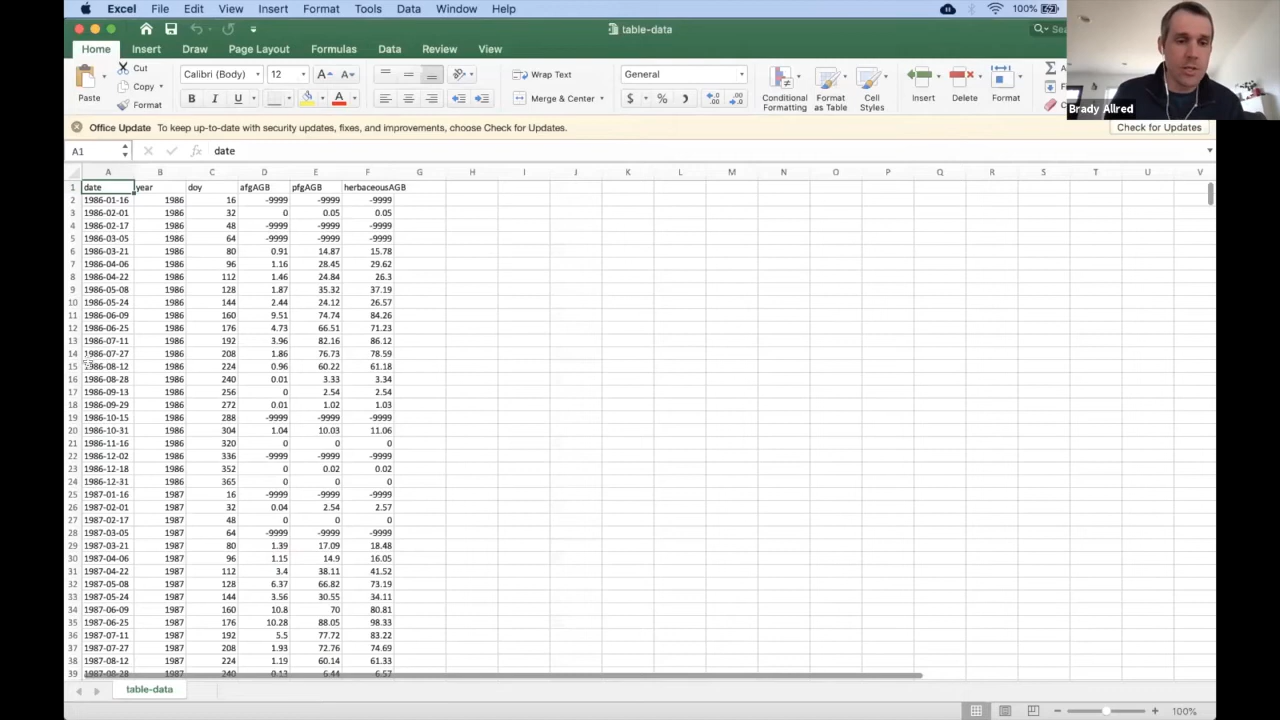 Excel File Edit View Insert Format Tools Data Window Help 100%
table-data
Home Insert Draw Page Layout Formulas Data Review View
Paste Cut Copy Format
Calibri (Body) 12
Wrap Text
Merge & Center
General
Conditional Formatting
Format as Table
Cell Styles
Insert Delete Format
Brady Allred
Office Update To keep up-to-date with security updates, fixes, and improvements, choose Check for Updates. Check for Updates
A1 fx date
A B C D E F G H I J K L M N O P Q R S T U V
1 date year doy afgAGB pfgAGB herbaceousAGB
2 1986-01-16 1986 16 -9999 -9999 -9999
3 1986-02-01 1986 32 0 0.05 0.05
4 1986-02-17 1986 48 -9999 -9999 -9999
5 1986-03-05 1986 64 -9999 -9999 -9999
6 1986-03-21 1986 80 0.91 14.87 15.78
7 1986-04-06 1986 96 1.16 28.45 29.62
8 1986-04-22 1986 112 1.46 24.84 26.3
9 1986-05-08 1986 128 1.87 35.32 37.19
10 1986-05-24 1986 144 2.44 24.12 26.57
11 1986-06-09 1986 160 9.51 74.74 84.26
12 1986-06-25 1986 176 4.73 66.51 71.23
13 1986-07-11 1986 192 3.96 82.16 86.12
14 1986-07-27 1986 208 1.86 76.73 78.59
15 1986-08-12 1986 224 0.96 60.22 61.18
16 1986-08-28 1986 240 0.01 3.33 3.34
17 1986-09-13 1986 256 0 2.54 2.54
18 1986-09-29 1986 272 0.01 1.02 1.03
19 1986-10-15 1986 288 -9999 -9999 -9999
20 1986-10-31 1986 304 1.04 10.03 11.06
21 1986-11-16 1986 320 0 0 0
22 1986-12-02 1986 336 -9999 -9999 -9999
23 1986-12-18 1986 352 0 0.02 0.02
24 1986-12-31 1986 365 0 0 0
25 1987-01-16 1987 16 -9999 -9999 -9999
26 1987-02-01 1987 32 0.04 2.54 2.57
27 1987-02-17 1987 48 0 0 0
28 1987-03-05 1987 64 -9999 -9999 -9999
29 1987-03-21 1987 80 1.39 17.09 18.48
30 1987-04-06 1987 96 1.15 14.9 16.05
31 1987-04-22 1987 112 3.4 38.11 41.52
32 1987-05-08 1987 128 6.37 66.82 73.19
33 1987-05-24 1987 144 3.56 30.55 34.11
34 1987-06-09 1987 160 10.8 70 80.81
35 1987-06-25 1987 176 10.28 88.05 98.33
36 1987-07-11 1987 192 5.5 77.72 83.22
37 1987-07-27 1987 208 1.93 72.76 74.69
38 1987-08-12 1987 224 1.19 60.14 61.33
39 1987-08-28 1987 240 0.13 6.44 6.57
table-data
100%